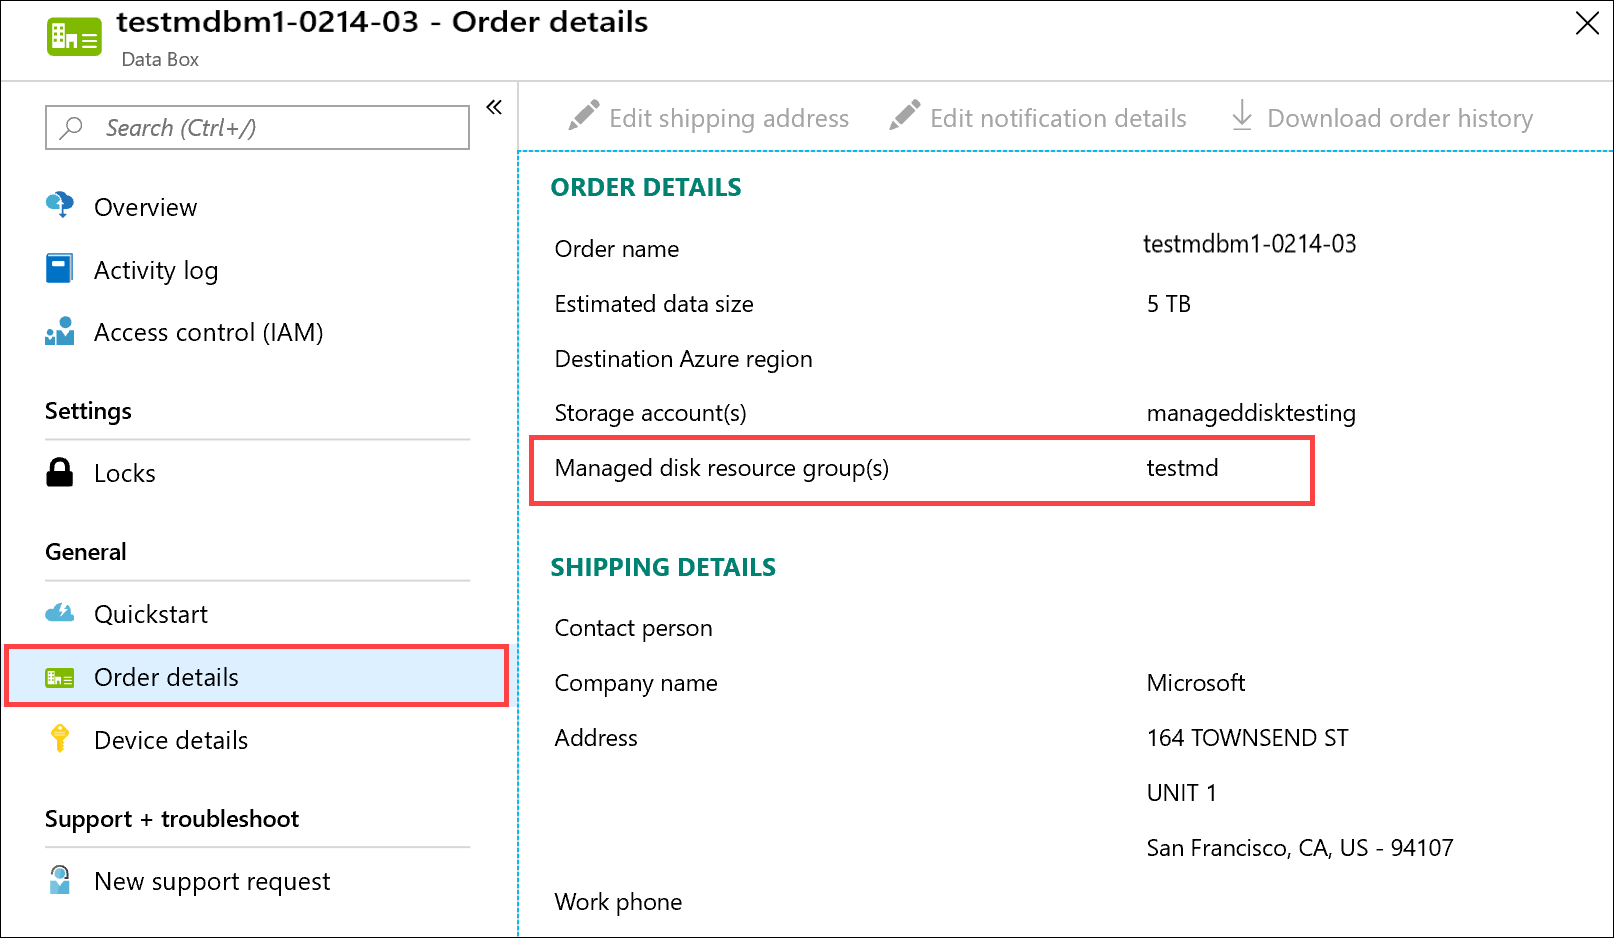 testmdbm1-0214-03 - Order details
Data Box
Search (Ctrl+/)
Overview
Activity log
Access control (IAM)
Settings
Locks
General
Quickstart
Order details
Device details
Support + troubleshoot
New support request
Edit shipping address Edit notification details Download order history
ORDER DETAILS
Order name testmdbm1-0214-03
Estimated data size 5 TB
Destination Azure region
Storage account(s) manageddisktesting
Managed disk resource group(s) testmd
SHIPPING DETAILS
Contact person
Company name Microsoft
Address 164 TOWNSEND ST
UNIT 1
San Francisco, CA, US - 94107
Work phone